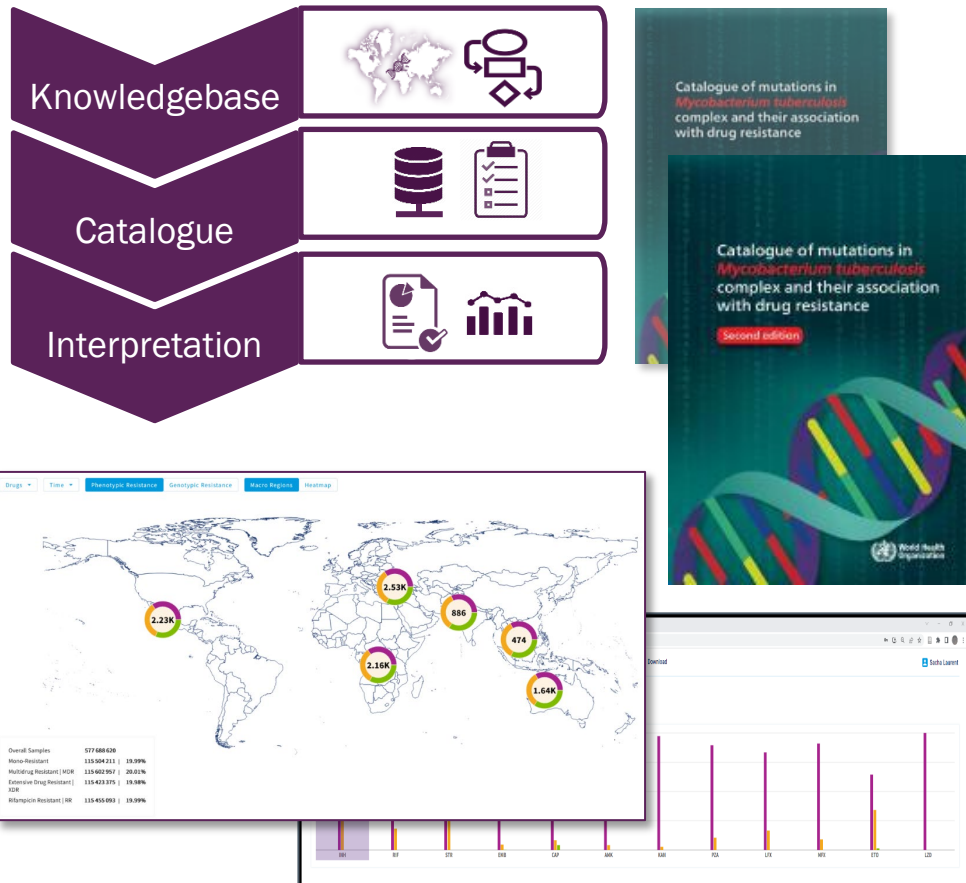 Knowledgebase
Catalogue
Interpretation
Catalogue of mutations in
Mycobacterium tuberculosis
complex and their association
with drug resistance
Catalogue of mutations in
Mycobacterium tuberculosis
complex and their association
with drug resistance
Second edition
World Health
Organization
Drugs Time Phenotypic Resistance Genotypic Resistance Macro Regions Heatmap
2.53K
2.23K
886
474
2.16K
1.64K
Overall Samples 577 688 620
Mono-Resistant 115 504 211 | 19.99%
Multidrug Resistant | MDR 115 602 957 | 20.01%
Extensive Drug Resistant | 115 423 375 | 19.98%
XDR
Rifampicin Resistant | RR 115 455 093 | 19.99%
Download Sacha Laurent
INH RIF STR EMB CAP AMK KAN PZA LFX MFX ETO LZD